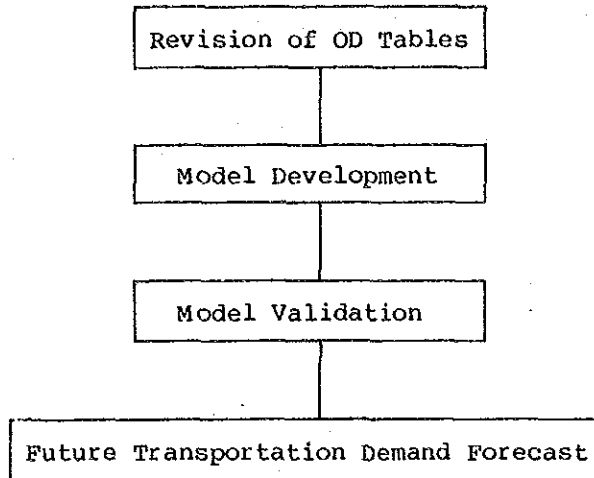 Revision of OD Tables
Model Development
Model Validation
Future Transportation Demand Forecast